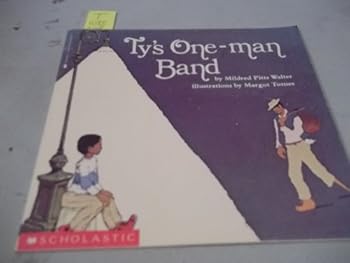 Ty's One-man
Band
by Mildred Pitts Walter
illustrations by Margot Tomes
SCHOLASTIC